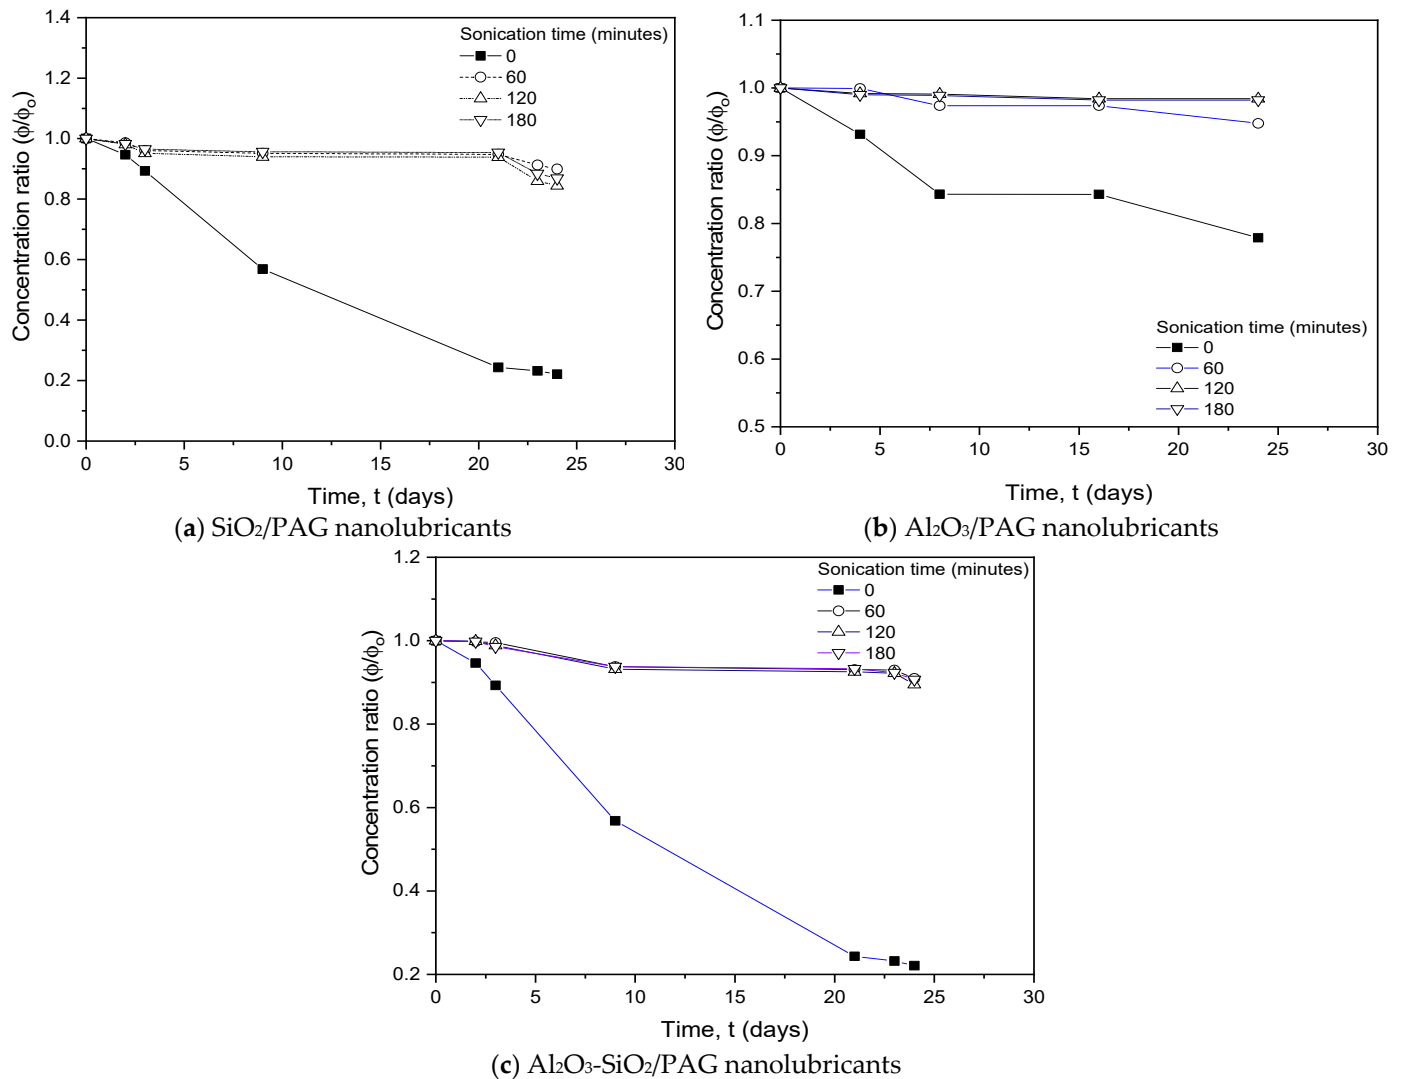 1.4
1.2
1.0
0.8
0.6
0.4
0.2
0.0
Concentration ratio (ϕ/ϕo)
Sonication time (minutes)
0
60
120
180
0 5 10 15 20 25 30
Time, t (days)
(a) SiO2/PAG nanolubricants
1.1
1.0
0.9
0.8
0.7
0.6
0.5
Concentration ratio (ϕ/ϕo)
Sonication time (minutes)
0
60
120
180
0 5 10 15 20 25 30
Time, t (days)
(b) Al2O3/PAG nanolubricants
1.2
1.0
0.8
0.6
0.4
0.2
Concentration ratio (ϕ/ϕo)
Sonication time (minutes)
0
60
120
180
0 5 10 15 20 25 30
Time, t (days)
(c) Al2O3-SiO2/PAG nanolubricants